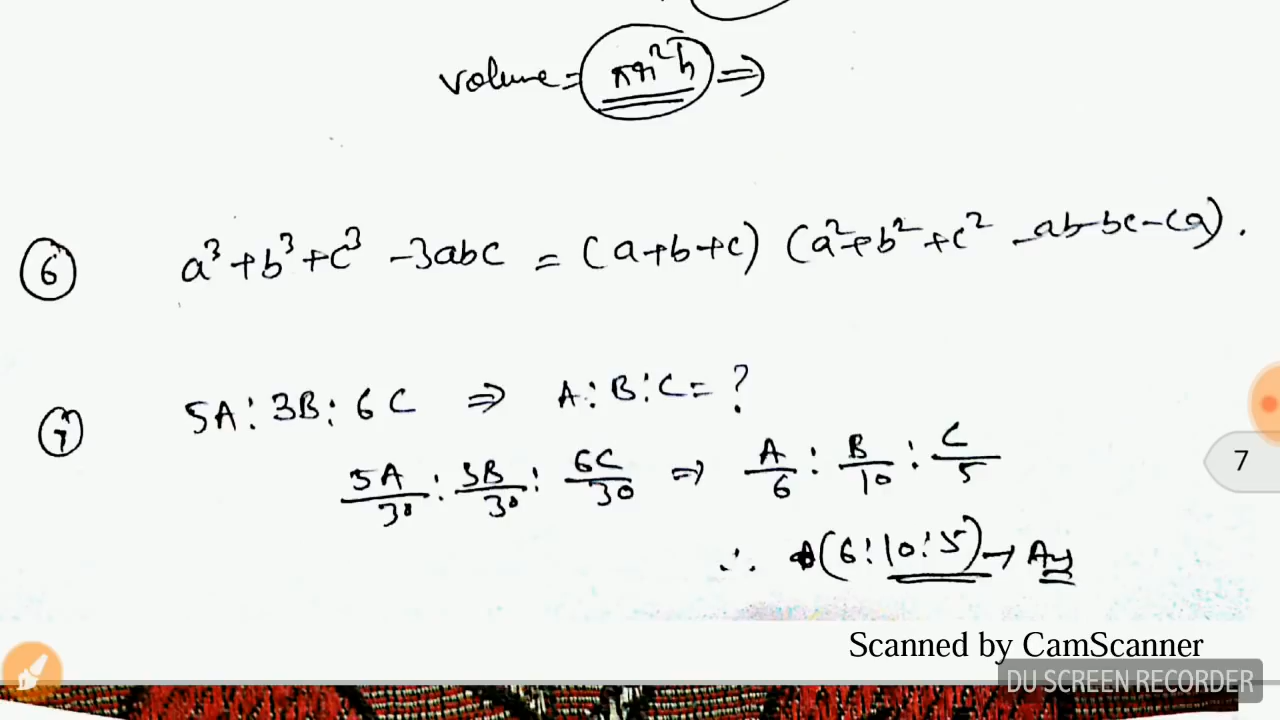 volume = πr²h ⇒
⑥ a³+b³+c³ -3abc = (a+b+c) (a²+b²+c² -ab-bc-ca).
⑦ 5A:3B:6C ⇒ A:B:C=?
5A/30 : 3B/30 : 6C/30 ⇒ A/6 : B/10 : C/5
∴ (6:10:5) → Ay
7
Scanned by CamScanner
DU SCREEN RECORDER